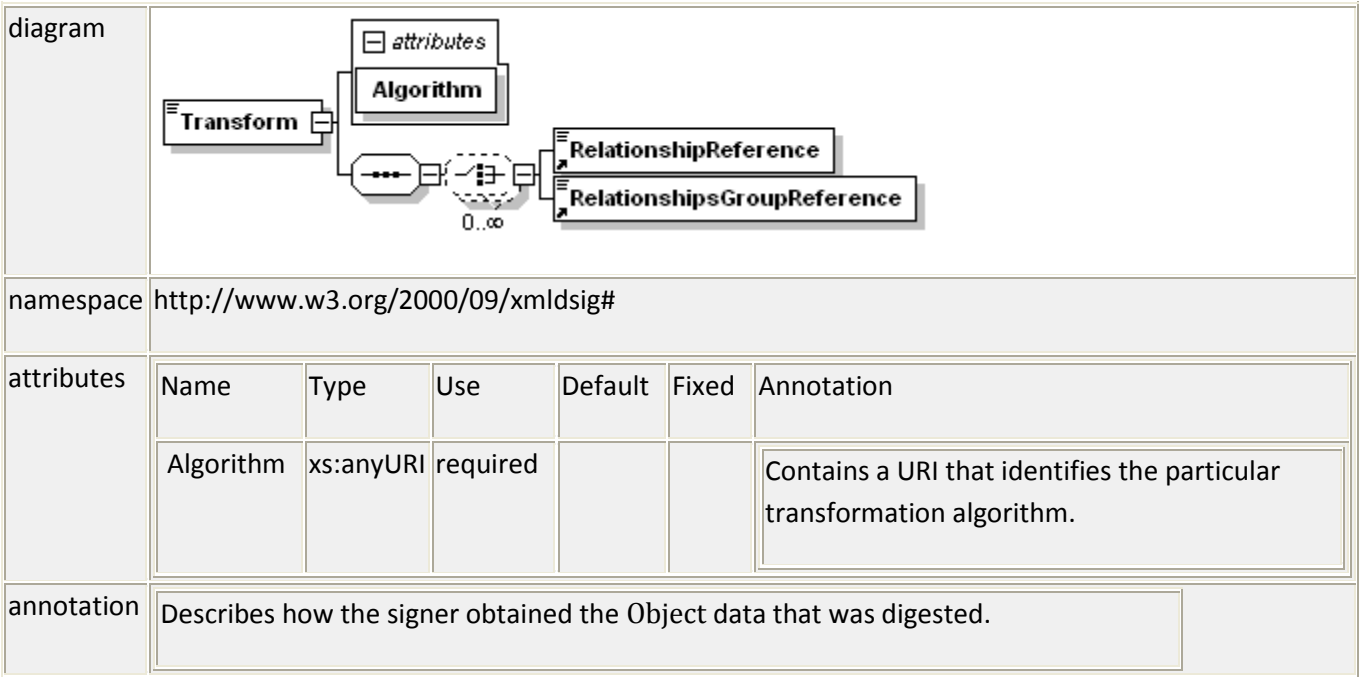 diagram
attributes
Algorithm
Transform
RelationshipReference
RelationshipsGroupReference
0..∞
namespace http://www.w3.org/2000/09/xmldsig#
attributes
Name Type Use Default Fixed Annotation
Algorithm xs:anyURI required Contains a URI that identifies the particular
transformation algorithm.
annotation Describes how the signer obtained the Object data that was digested.